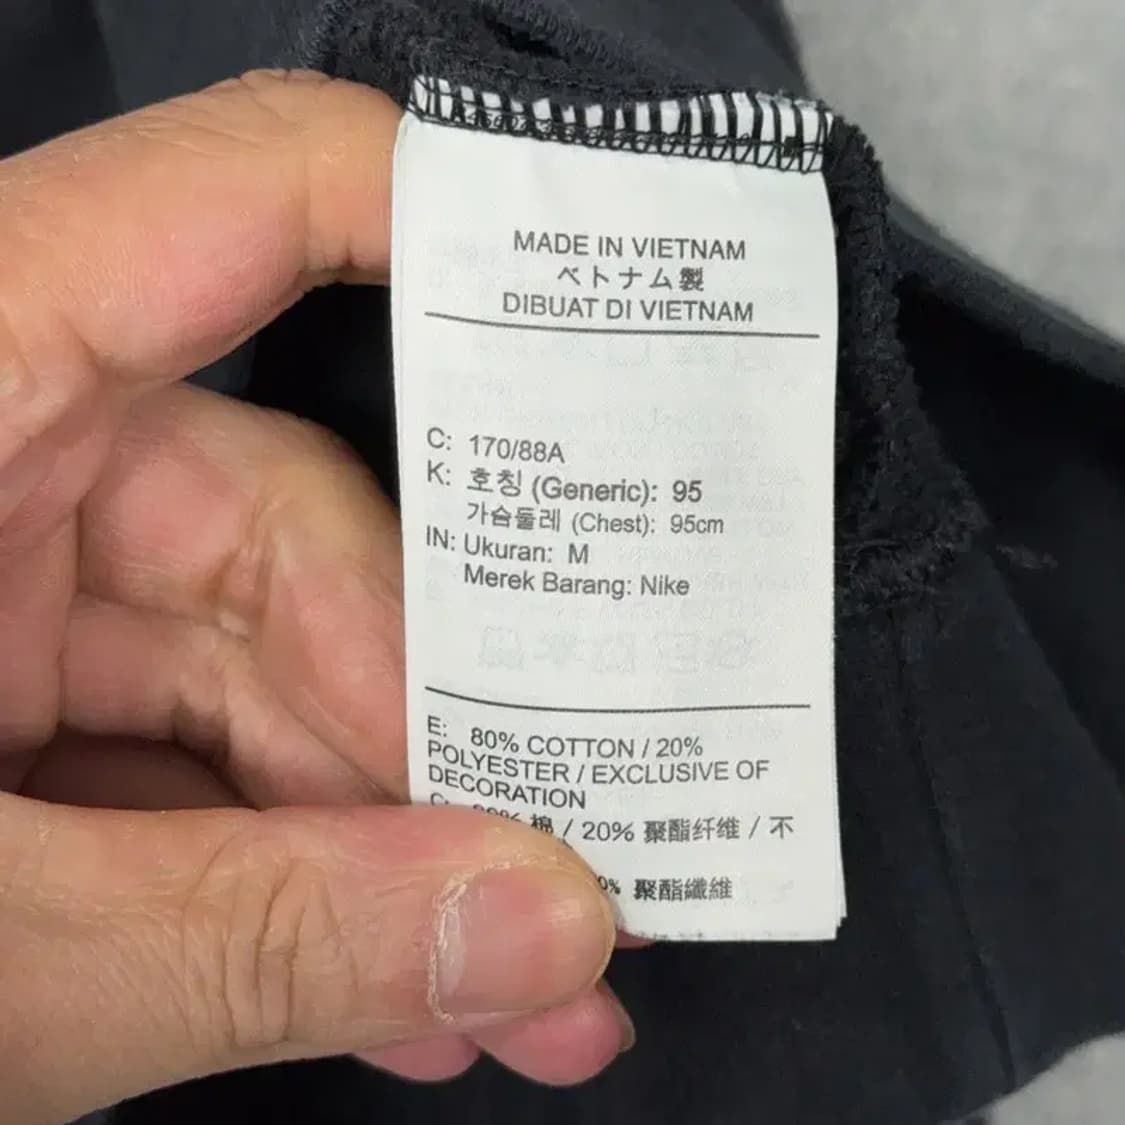 MADE IN VIETNAM
ベトナム製
DIBUAT DI VIETNAM
C: 170/88A
K: 호칭 (Generic): 95
가슴둘레 (Chest): 95cm
IN: Ukuran: M
Merek Barang: Nike
E: 80% COTTON / 20%
POLYESTER / EXCLUSIVE OF
DECORATION
棉 / 20% 聚酯纤维 / 不
聚酯纖維